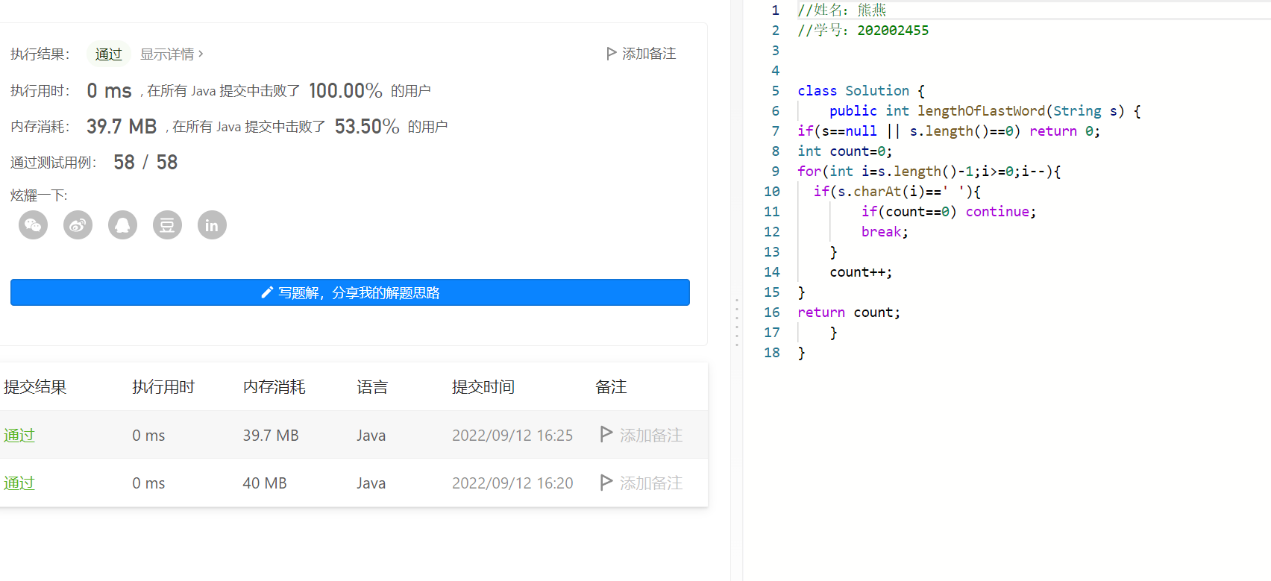 执行结果： 通过 显示详情 › 添加备注
执行用时： 0 ms , 在所有 Java 提交中击败了 100.00% 的用户
内存消耗： 39.7 MB , 在所有 Java 提交中击败了 53.50% 的用户
通过测试用例： 58 / 58
炫耀一下:
豆 in
写题解，分享我的解题思路
提交结果 执行用时 内存消耗 语言 提交时间 备注
通过 0 ms 39.7 MB Java 2022/09/12 16:25 添加备注
通过 0 ms 40 MB Java 2022/09/12 16:20 添加备注
1 //姓名：熊燕
2 //学号：202002455
3
4
5 class Solution {
6 public int lengthOfLastWord(String s) {
7 if(s==null || s.length()==0) return 0;
8 int count=0;
9 for(int i=s.length()-1;i>=0;i--){
10 if(s.charAt(i)==' '){
11 if(count==0) continue;
12 break;
13 }
14 count++;
15 }
16 return count;
17 }
18 }